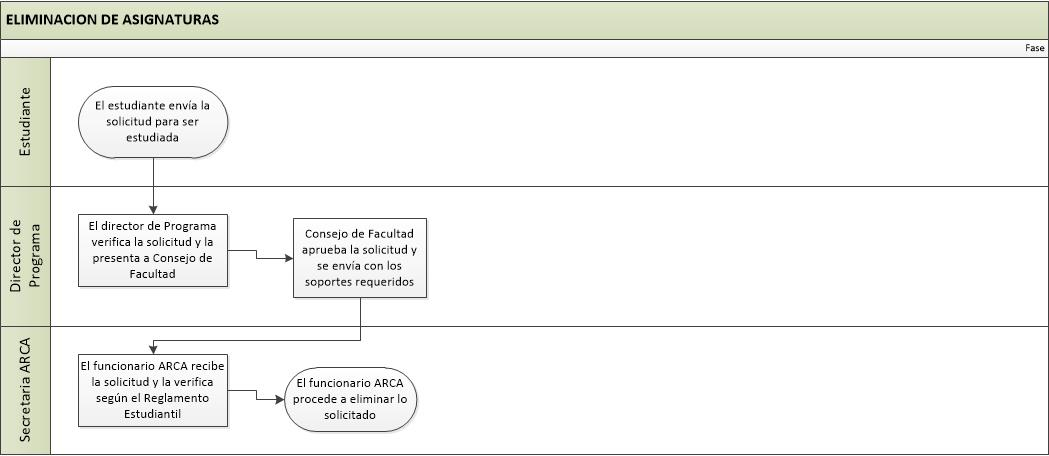 ELIMINACION DE ASIGNATURAS
Fase
Estudiante
El estudiante envía la
solicitud para ser
estudiada
Director de
Programa
El director de Programa
verifica la solicitud y la
presenta a Consejo de
Facultad
Consejo de Facultad
aprueba la solicitud y
se envía con los
soportes requeridos
Secretaria ARCA
El funcionario ARCA recibe
la solicitud y la verifica
según el Reglamento
Estudiantil
El funcionario ARCA
procede a eliminar lo
solicitado